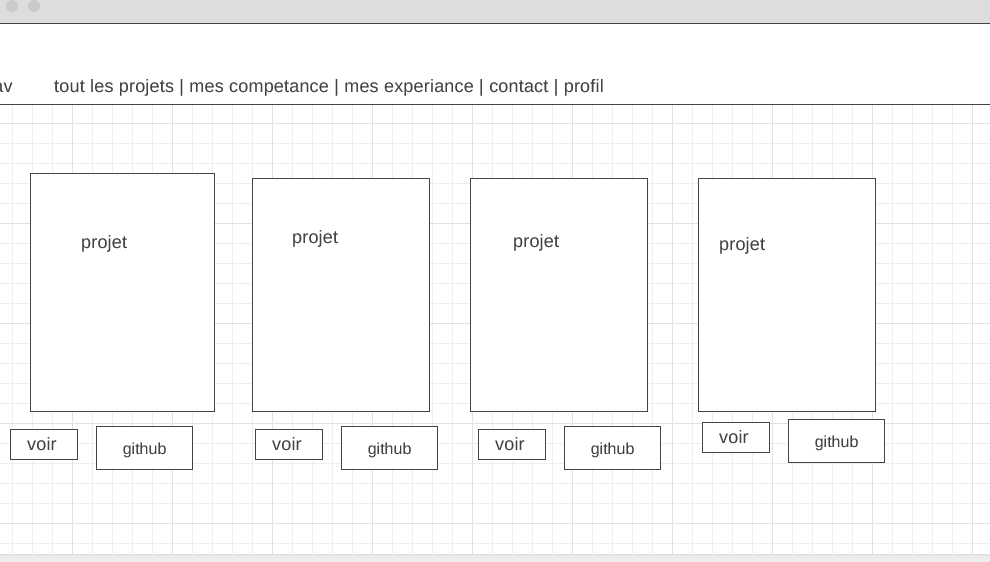 av tout les projets | mes competance | mes experiance | contact | profil
projet projet projet projet
voir github voir github voir github voir github